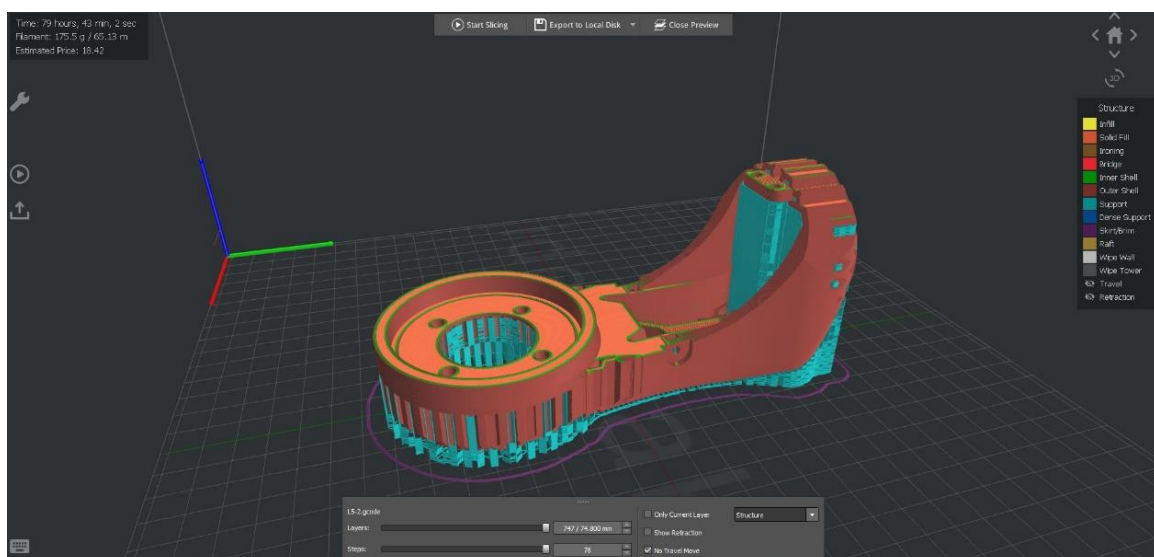 Time: 79 hours, 43 min, 2 sec
Filament: 175.5 g / 65.13 m
Estimated Price: 18.42
Start Slicing
Export to Local Disk
Close Preview
3D
Structure
Infill
Solid Fill
Ironing
Bridge
Inner Shell
Outer Shell
Support
Dense Support
Skirt/Brim
Raft
Wipe Wall
Wipe Tower
Travel
Retraction
L5-2.gcode
Layers:
747 / 74.800 mm
Steps:
78
Only Current Layer
Structure
Show Retraction
No Travel Move